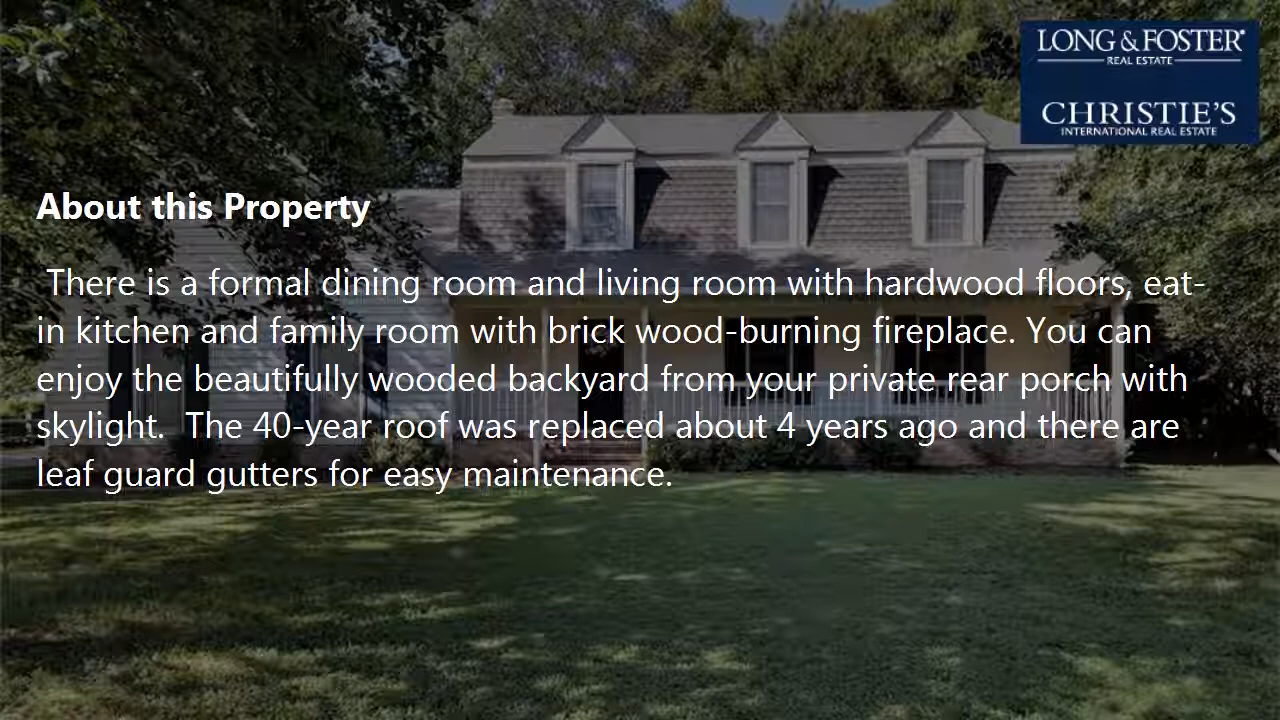 LONG & FOSTER®
REAL ESTATE
CHRISTIE'S
INTERNATIONAL REAL ESTATE
About this Property
There is a formal dining room and living room with hardwood floors, eat-
in kitchen and family room with brick wood-burning fireplace. You can
enjoy the beautifully wooded backyard from your private rear porch with
skylight.  The 40-year roof was replaced about 4 years ago and there are
leaf guard gutters for easy maintenance.